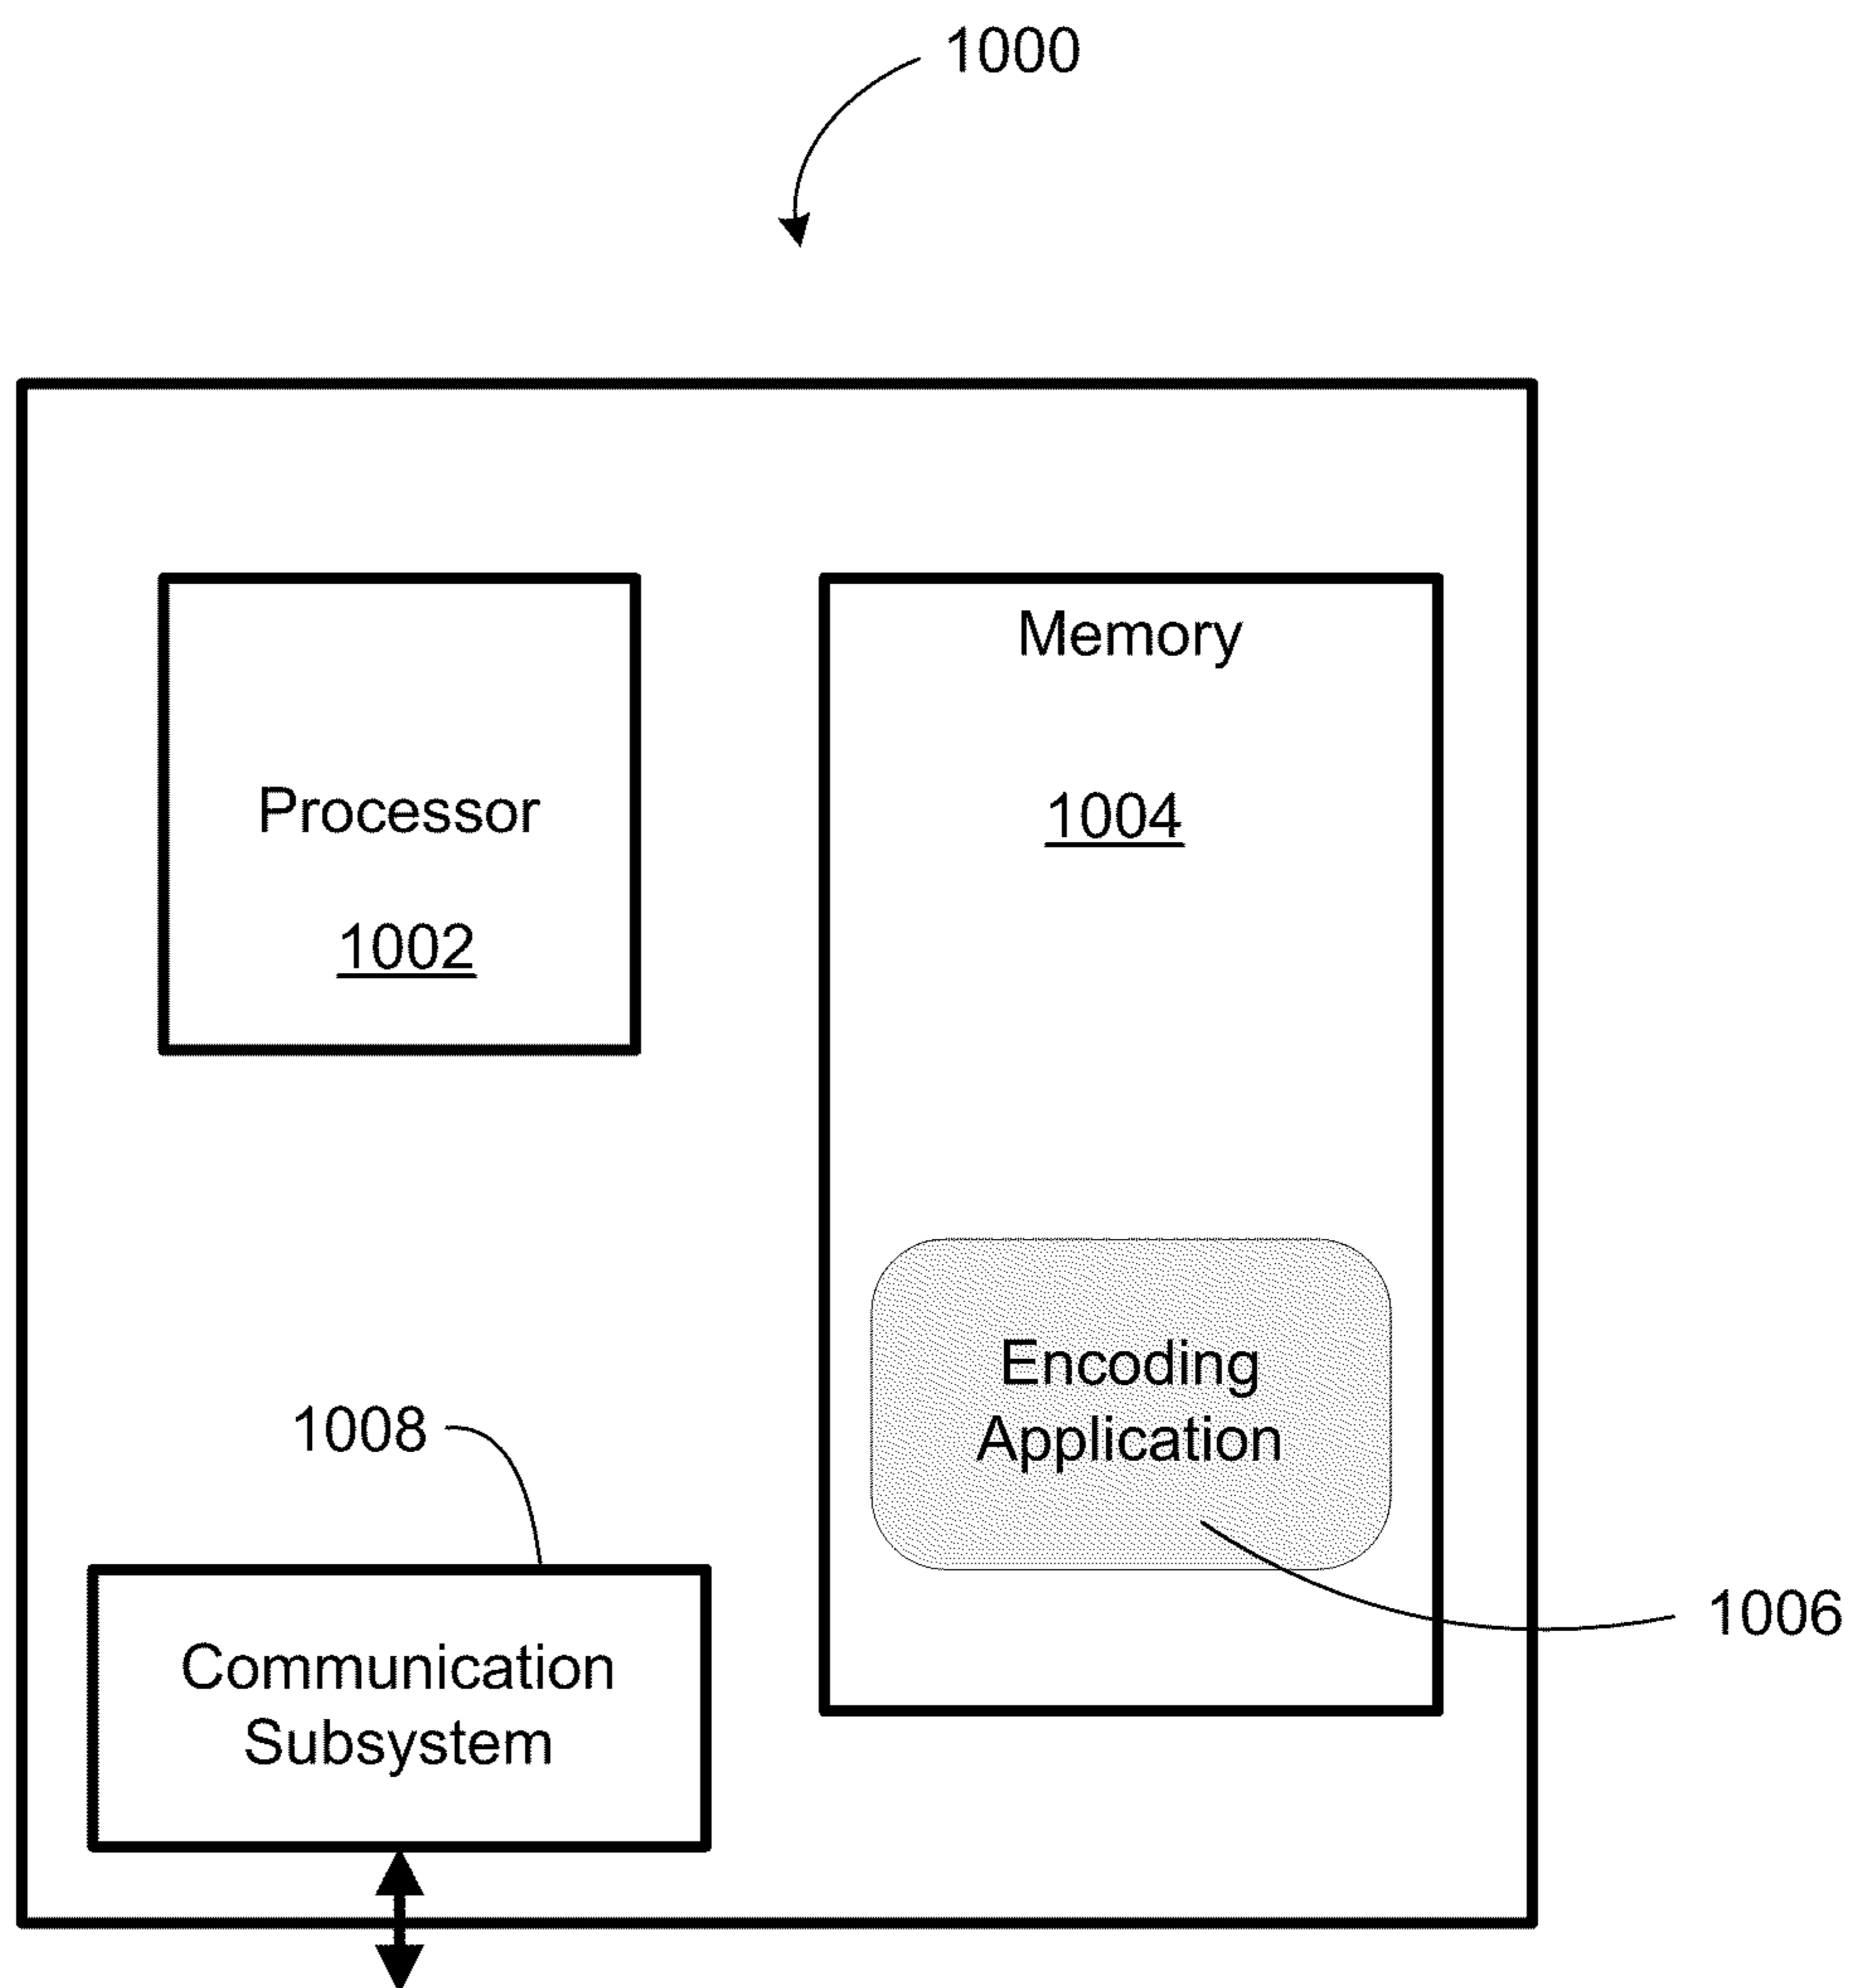 1000
Memory
Processor
1004
1002
Encoding
Application
1008
1006
Communication
Subsystem